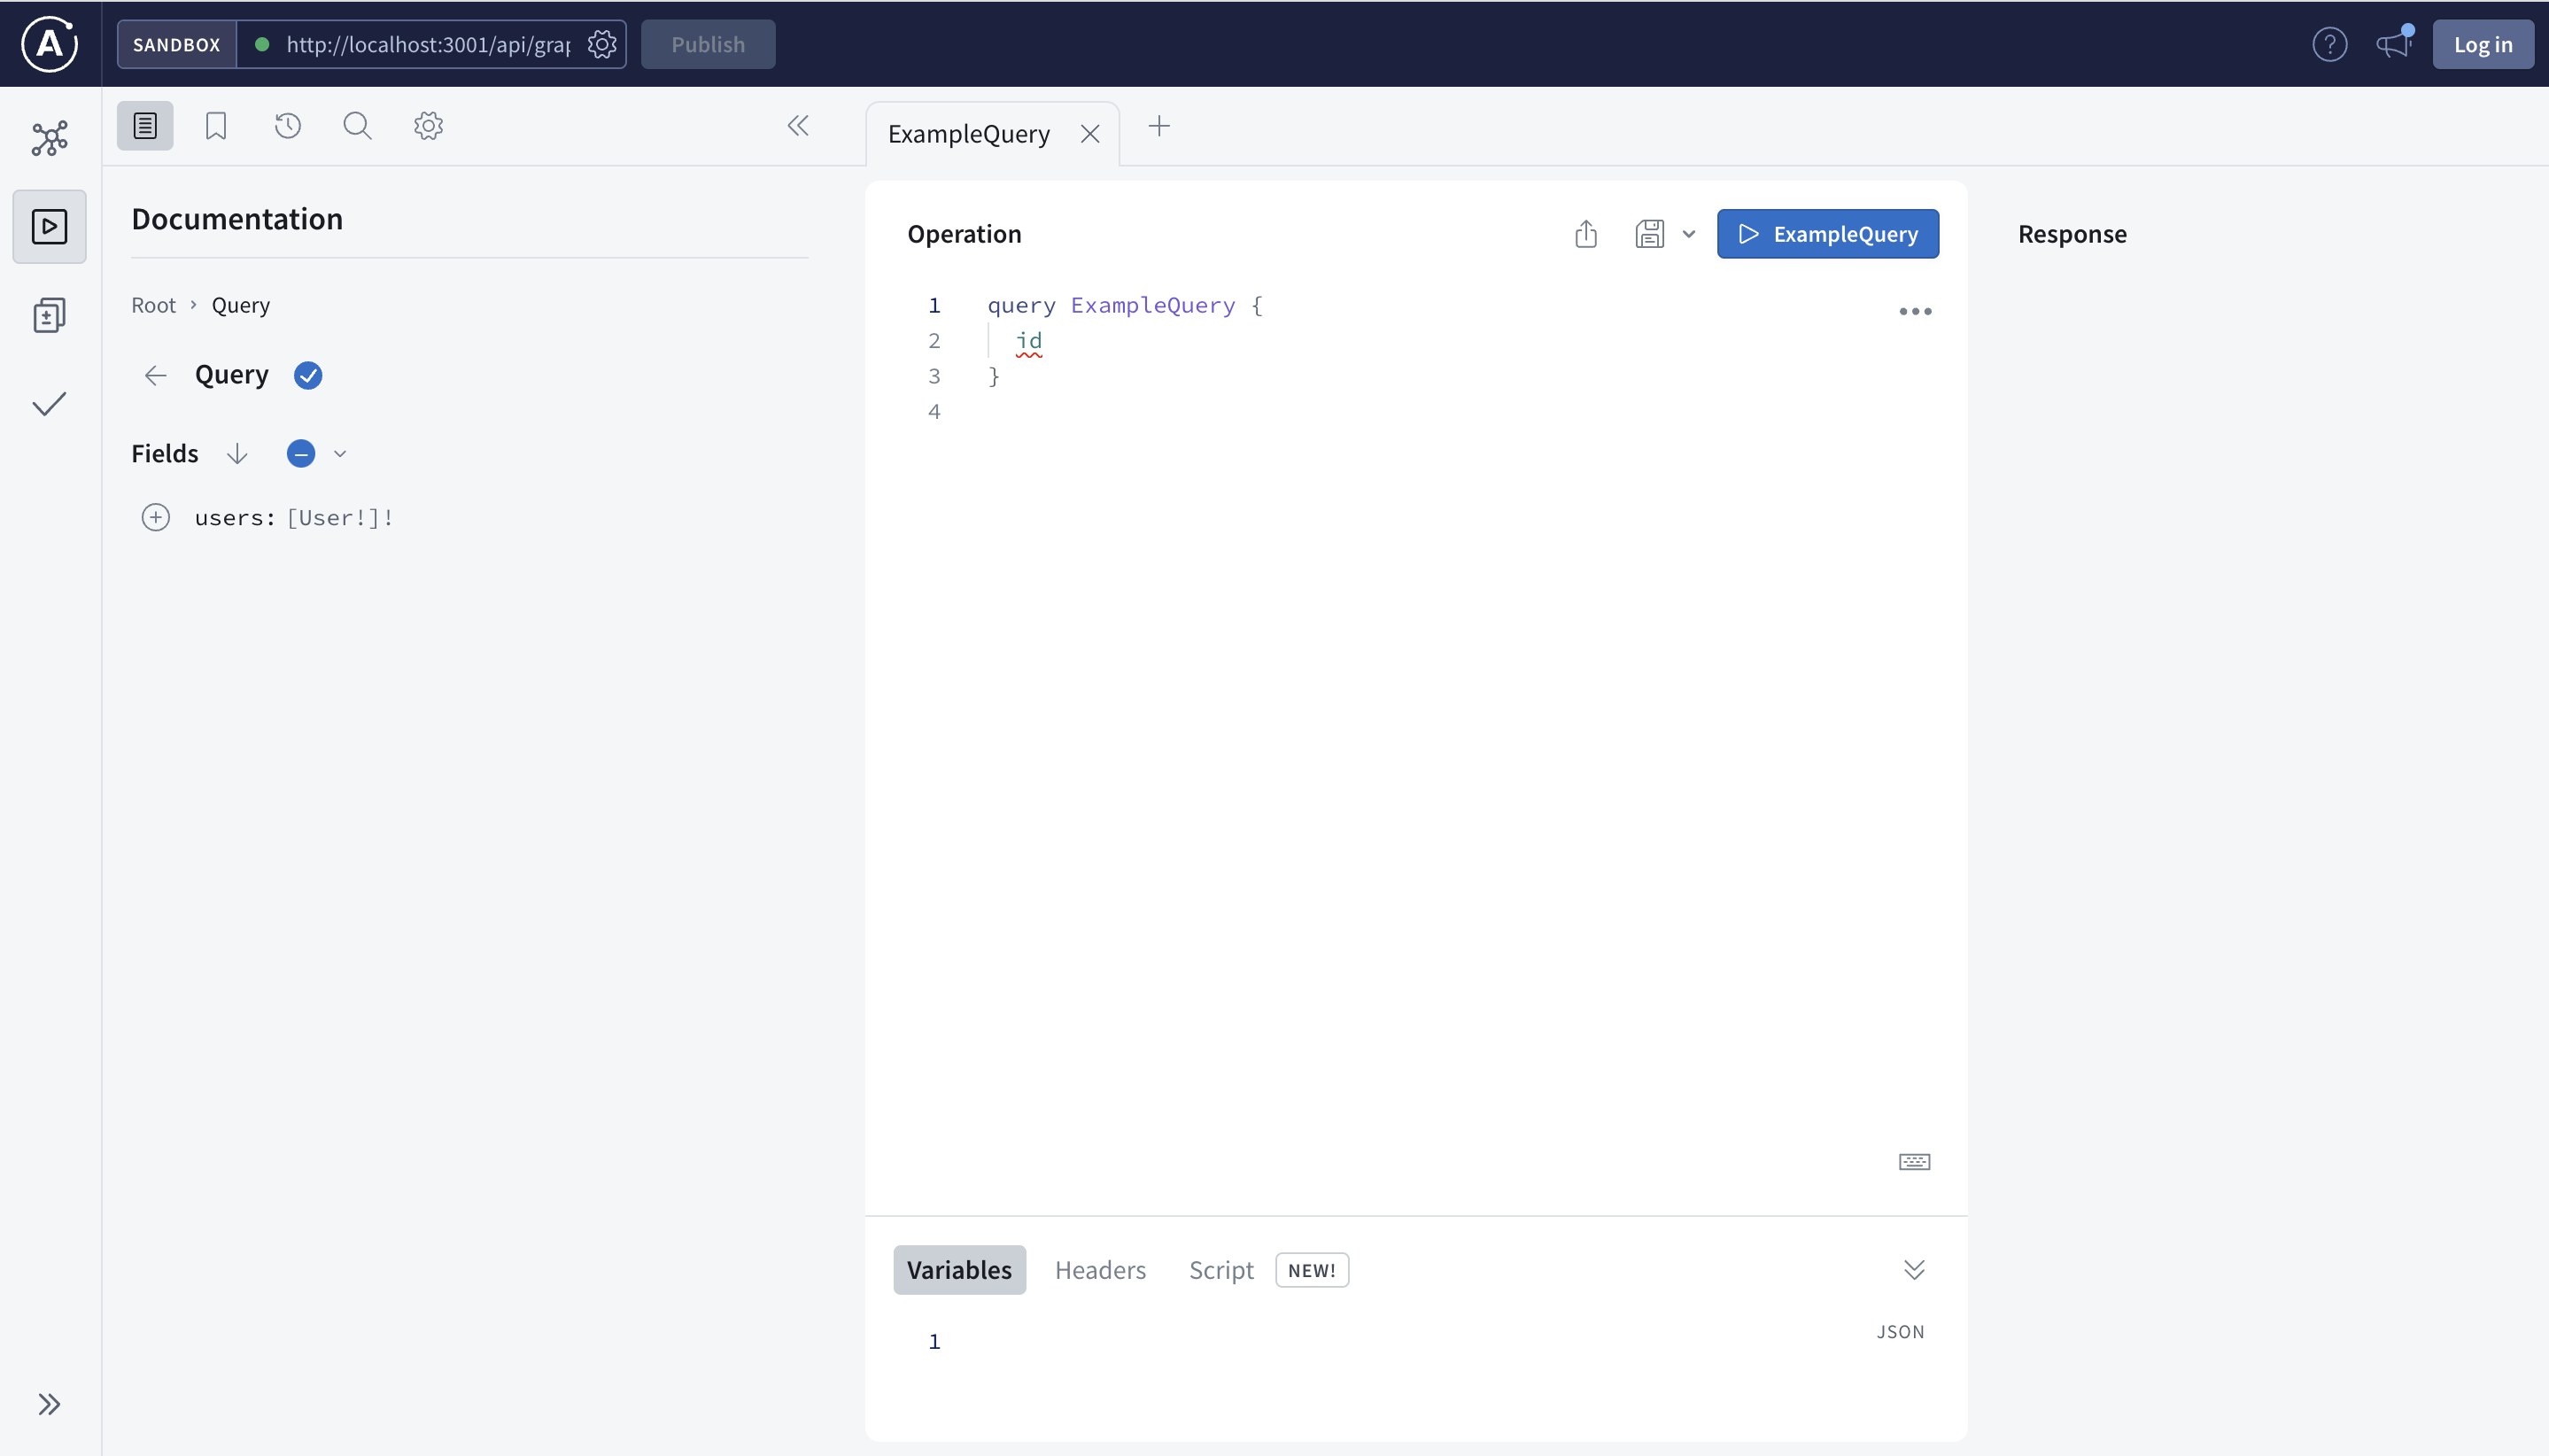 SANDBOX http://localhost:3001/api/grap Publish Log in
ExampleQuery
Documentation
Root › Query
Query
Fields
users: [User!]!
Operation
ExampleQuery
1 query ExampleQuery {
2 id
3 }
4
Variables Headers Script NEW!
JSON
1
Response